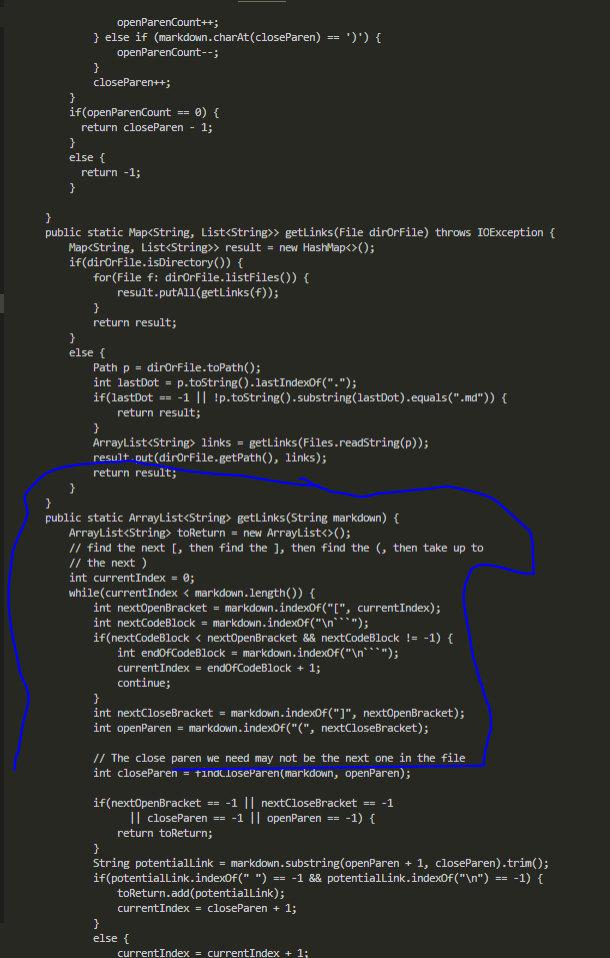 openParenCount++;
} else if (markdown.charAt(closeParen) == ')') {
openParenCount--;
}
closeParen++;
}
if(openParenCount == 0) {
return closeParen - 1;
}
else {
return -1;
}
}
public static Map<String, List<String>> getLinks(File dirOrFile) throws IOException {
Map<String, List<String>> result = new HashMap<>();
if(dirOrFile.isDirectory()) {
for(File f: dirOrFile.listFiles()) {
result.putAll(getLinks(f));
}
return result;
}
else {
Path p = dirOrFile.toPath();
int lastDot = p.toString().lastIndexOf(".");
if(lastDot == -1 || !p.toString().substring(lastDot).equals(".md")) {
return result;
}
ArrayList<String> links = getLinks(Files.readString(p));
result.put(dirOrFile.getPath(), links);
return result;
}
}
public static ArrayList<String> getLinks(String markdown) {
ArrayList<String> toReturn = new ArrayList<>();
// find the next [, then find the ], then find the (, then take up to
// the next )
int currentIndex = 0;
while(currentIndex < markdown.length()) {
int nextOpenBracket = markdown.indexOf("[", currentIndex);
int nextCodeBlock = markdown.indexOf("\n```");
if(nextCodeBlock < nextOpenBracket && nextCodeBlock != -1) {
int endOfCodeBlock = markdown.indexOf("\n```");
currentIndex = endOfCodeBlock + 1;
continue;
}
int nextCloseBracket = markdown.indexOf("]", nextOpenBracket);
int openParen = markdown.indexOf("(", nextCloseBracket);
// The close paren we need may not be the next one in the file
int closeParen = findCloseParen(markdown, openParen);
if(nextOpenBracket == -1 || nextCloseBracket == -1
|| closeParen == -1 || openParen == -1) {
return toReturn;
}
String potentialLink = markdown.substring(openParen + 1, closeParen).trim();
if(potentialLink.indexOf(" ") == -1 && potentialLink.indexOf("\n") == -1) {
toReturn.add(potentialLink);
currentIndex = closeParen + 1;
}
else {
currentIndex = currentIndex + 1;